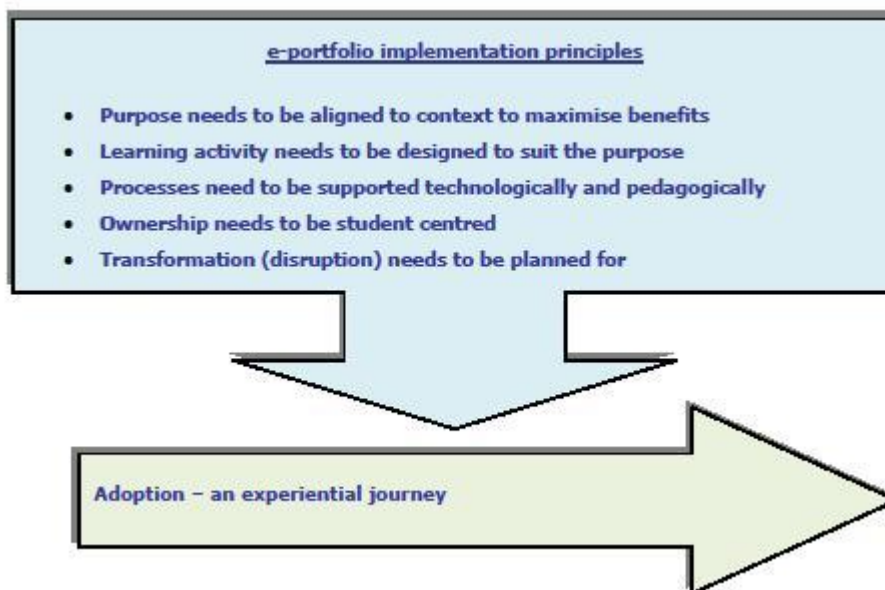 e-portfolio implementation principles
• Purpose needs to be aligned to context to maximise benefits
• Learning activity needs to be designed to suit the purpose
• Processes need to be supported technologically and pedagogically
• Ownership needs to be student centred
• Transformation (disruption) needs to be planned for
Adoption – an experiential journey